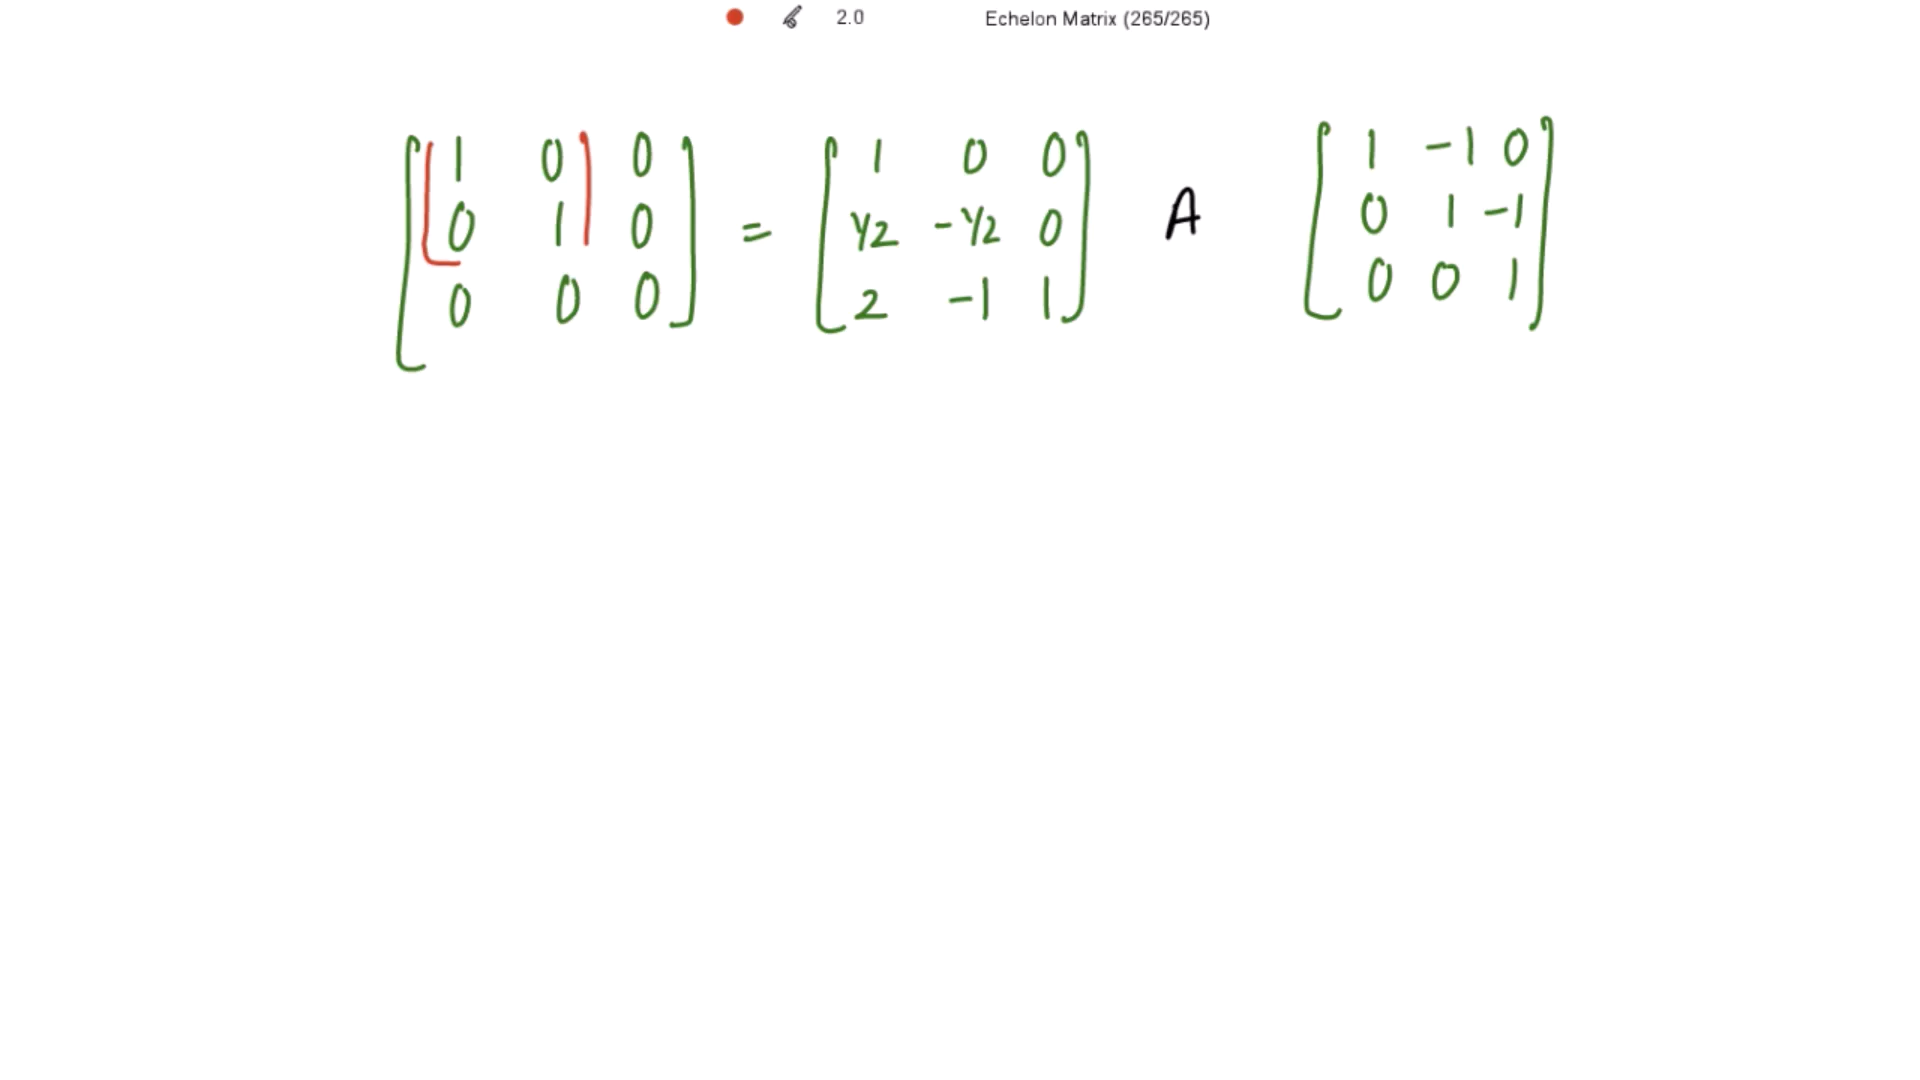 2.0 Echelon Matrix (265/265)
1 0 0 1 0 0 1 -1 0
0 1 0 = 1/2 -1/2 0 A 0 1 -1
0 0 0 2 -1 1 0 0 1